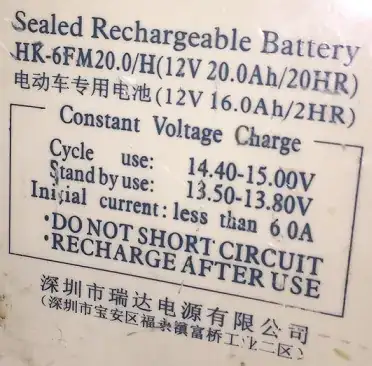 Sealed Rechargeable Battery
HK-6FM20.0/H(12V 20.0Ah/20HR)
电动车专用电池(12V 16.0Ah/2HR)
Constant Voltage Charge
Cycle use: 14.40-15.00V
Stand by use: 13.50-13.80V
Initial current: less than 6.0A
•DO NOT SHORT CIRCUIT
•RECHARGE AFTER USE
深圳市瑞达电源有限公司
(深圳市宝安区福永镇富桥工业二区)